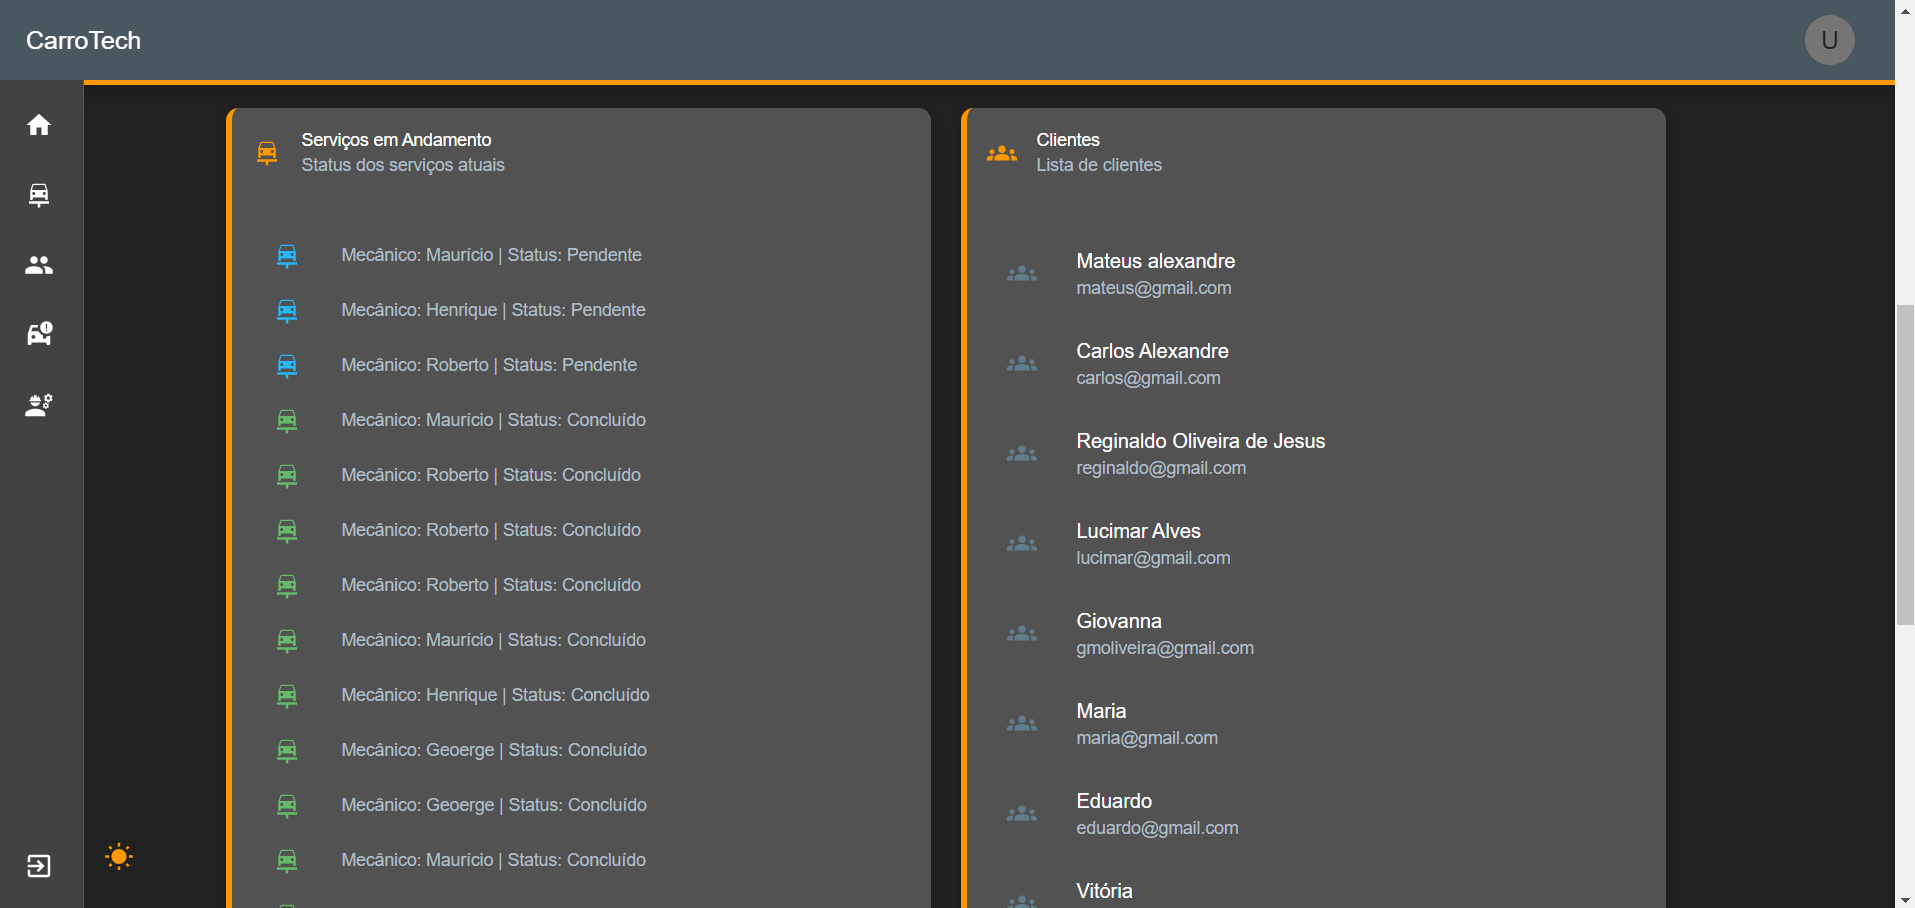 CarroTech
U
Serviços em Andamento
Status dos serviços atuais
Mecânico: Maurício | Status: Pendente
Mecânico: Henrique | Status: Pendente
Mecânico: Roberto | Status: Pendente
Mecânico: Maurício | Status: Concluído
Mecânico: Roberto | Status: Concluído
Mecânico: Roberto | Status: Concluído
Mecânico: Roberto | Status: Concluído
Mecânico: Maurício | Status: Concluído
Mecânico: Henrique | Status: Concluído
Mecânico: Geoerge | Status: Concluído
Mecânico: Geoerge | Status: Concluído
Mecânico: Maurício | Status: Concluído
Clientes
Lista de clientes
Mateus alexandre
mateus@gmail.com
Carlos Alexandre
carlos@gmail.com
Reginaldo Oliveira de Jesus
reginaldo@gmail.com
Lucimar Alves
lucimar@gmail.com
Giovanna
gmoliveira@gmail.com
Maria
maria@gmail.com
Eduardo
eduardo@gmail.com
Vitória